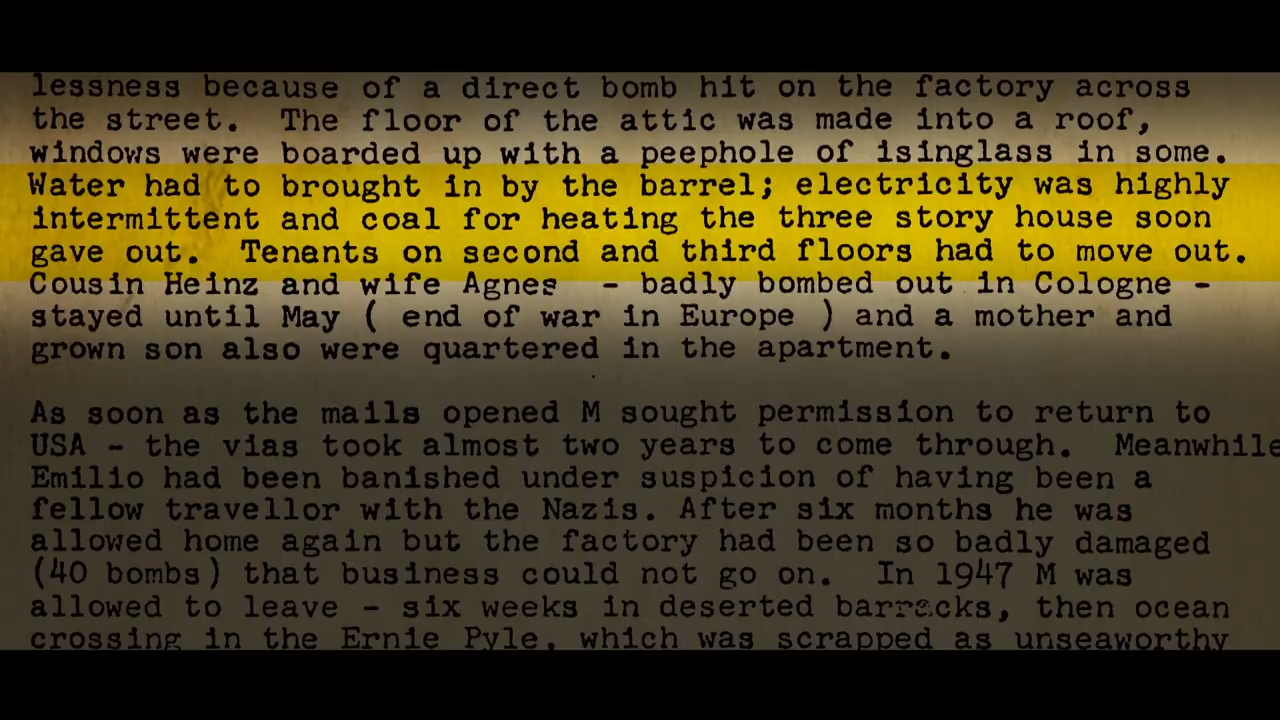 lessness because of a direct bomb hit on the factory across
the street.  The floor of the attic was made into a roof,
windows were boarded up with a peephole of isinglass in some.
Water had to brought in by the barrel; electricity was highly
intermittent and coal for heating the three story house soon
gave out.  Tenants on second and third floors had to move out.
Cousin Heinz and wife Agnes  - badly bombed out in Cologne -
stayed until May ( end of war in Europe ) and a mother and
grown son also were quartered in the apartment.
As soon as the mails opened M sought permission to return to
USA - the vias took almost two years to come through.  Meanwhile
Emilio had been banished under suspicion of having been a
fellow travellor with the Nazis. After six months he was
allowed home again but the factory had been so badly damaged
(40 bombs) that business could not go on.  In 1947 M was
allowed to leave - six weeks in deserted barracks, then ocean
crossing in the Ernie Pyle, which was scrapped as unseaworthy